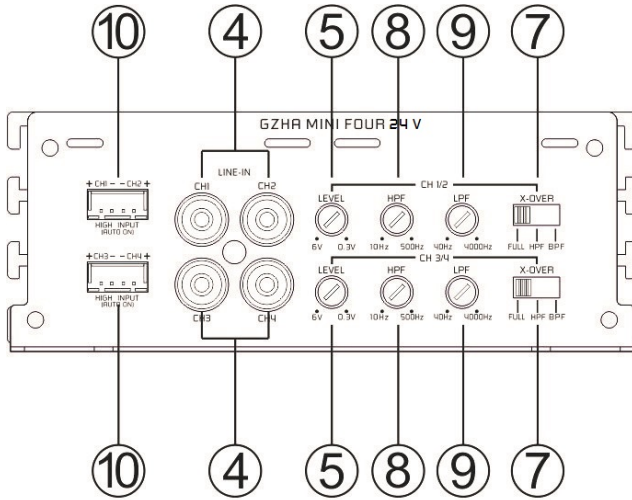 10 4 5 8 9 7
GZHA MINI FOUR 24 V
+ CH1 - - CH2 +
HIGH INPUT
(AUTO ON)
LINE-IN
CH1 CH2
CH 1/2
LEVEL HPF LPF X-OVER
6V 0.3V 10Hz 500Hz 40Hz 4000Hz FULL HPF BPF
+ CH3 - - CH4 +
HIGH INPUT
(AUTO ON)
CH 3/4
LEVEL HPF LPF X-OVER
6V 0.3V 10Hz 500Hz 40Hz 4000Hz FULL HPF BPF
CH3 CH4
10 4 5 8 9 7